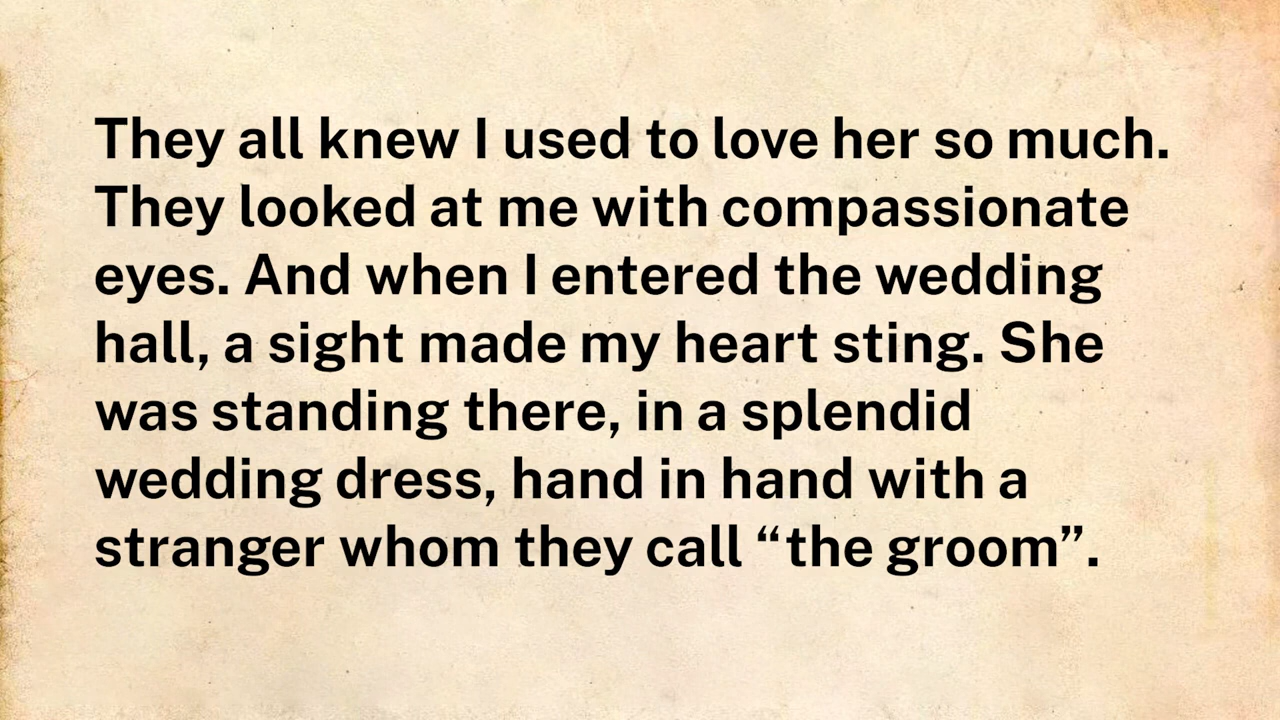 They all knew I used to love her so much.
They looked at me with compassionate
eyes. And when I entered the wedding
hall, a sight made my heart sting. She
was standing there, in a splendid
wedding dress, hand in hand with a
stranger whom they call “the groom”.